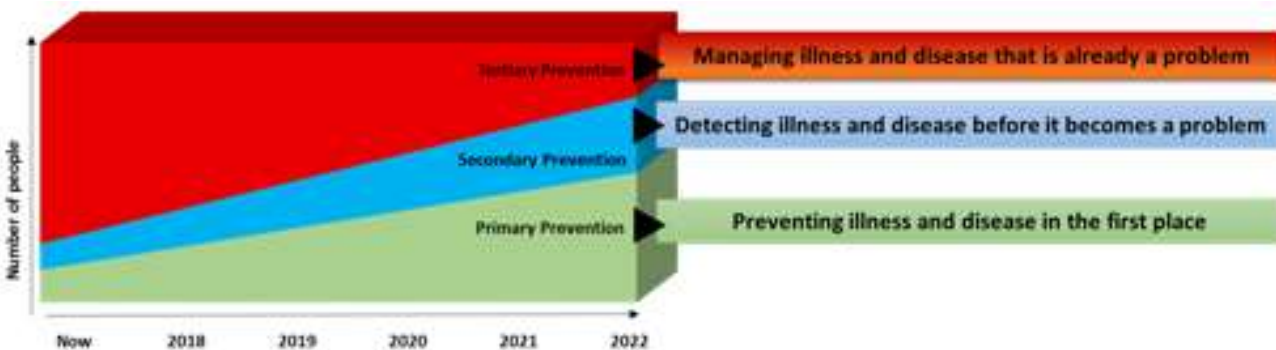 Tertiary Prevention
Managing illness and disease that is already a problem
Detecting illness and disease before it becomes a problem
Secondary Prevention
Primary Prevention
Preventing illness and disease in the first place
Number of people
Now 2018 2019 2020 2021 2022